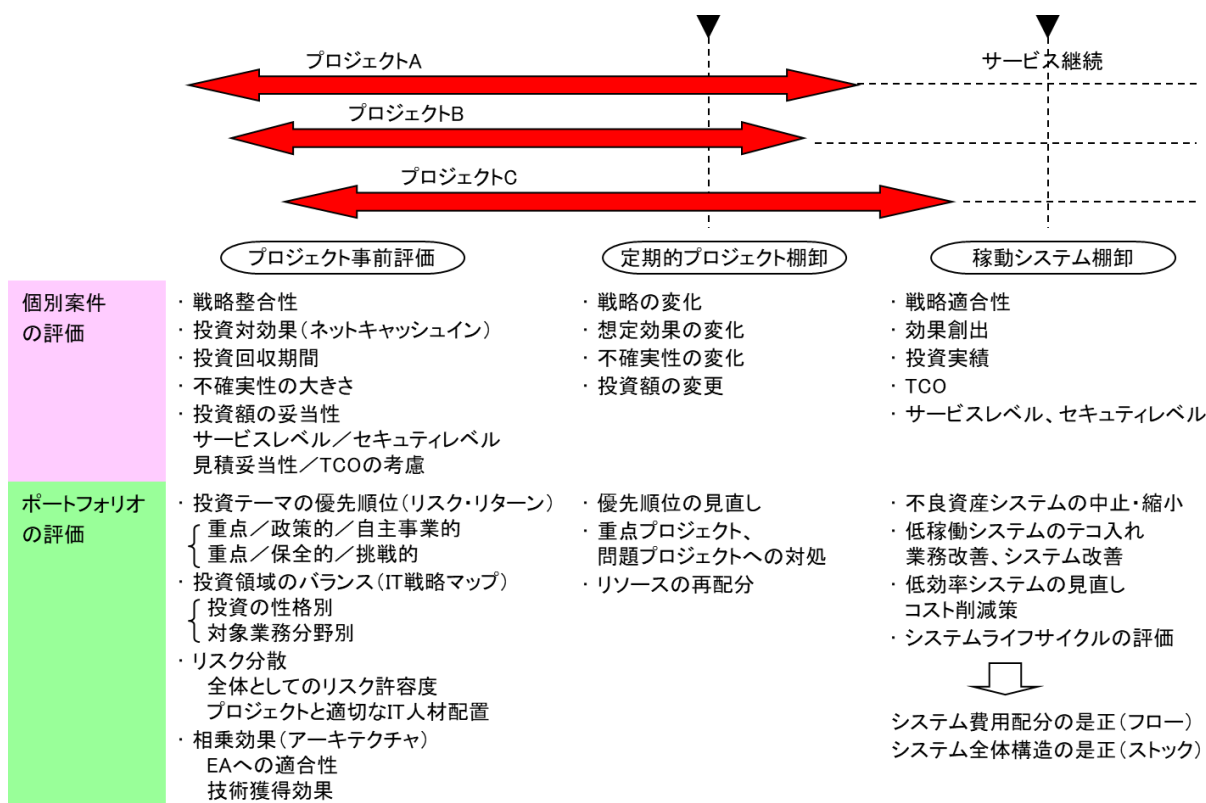 プロジェクトA
サービス継続
プロジェクトB
プロジェクトC
プロジェクト事前評価
定期的プロジェクト棚卸
稼動システム棚卸
個別案件
の評価
・戦略整合性
・投資対効果(ネットキャッシュイン)
・投資回収期間
・不確実性の大きさ
・投資額の妥当性
サービスレベル/セキュティレベル
見積妥当性/TCOの考慮
・戦略の変化
・想定効果の変化
・不確実性の変化
・投資額の変更
・戦略適合性
・効果創出
・投資実績
・TCO
・サービスレベル、セキュティレベル
ポートフォリオ
の評価
・投資テーマの優先順位(リスク・リターン)
重点/政策的/自主事業的
重点/保全的/挑戦的
・投資領域のバランス(IT戦略マップ)
投資の性格別
対象業務分野別
・リスク分散
全体としてのリスク許容度
プロジェクトと適切なIT人材配置
・相乗効果(アーキテクチャ)
EAへの適合性
技術獲得効果
・優先順位の見直し
・重点プロジェクト、
問題プロジェクトへの対処
・リソースの再配分
・不良資産システムの中止・縮小
・低稼働システムのテコ入れ
業務改善、システム改善
・低効率システムの見直し
コスト削減策
・システムライフサイクルの評価
システム費用配分の是正(フロー)
システム全体構造の是正(ストック)